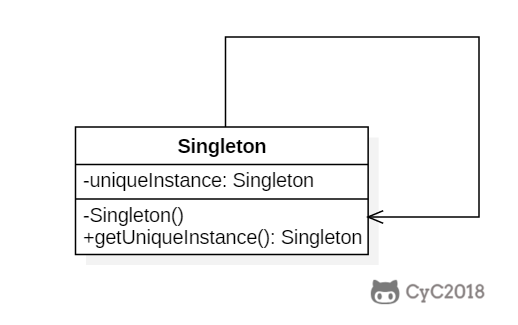 Singleton
-uniqueInstance: Singleton
-Singleton()
+getUniqueInstance(): Singleton
CyC2018